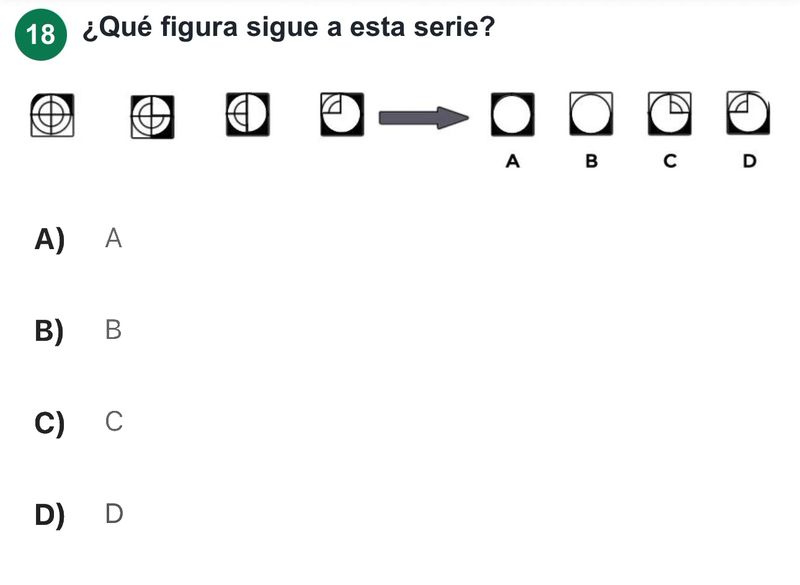 18 ¿Qué figura sigue a esta serie?
A B C D
A) A
B) B
C) C
D) D